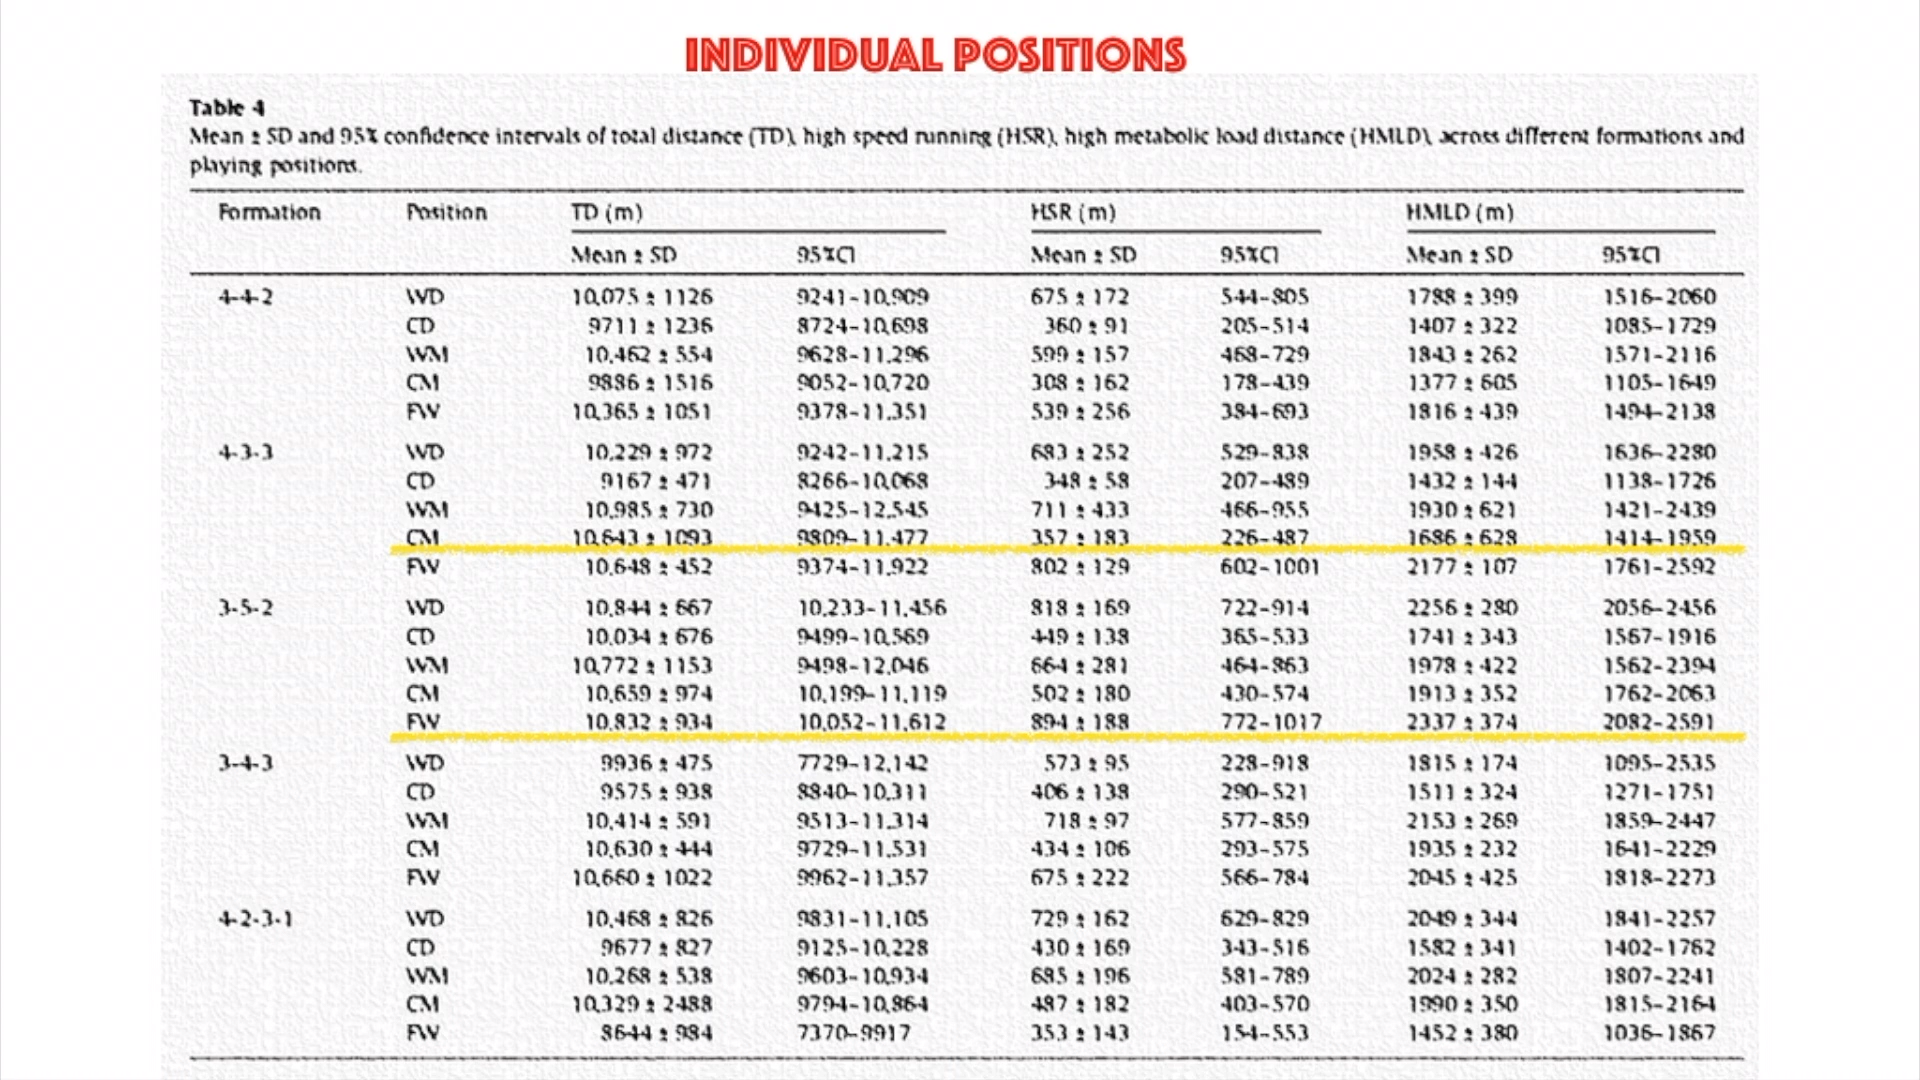 INDIVIDUAL POSITIONS
Table 4
Mean ± SD and 95% confidence intervals of total distance (TD), high speed running (HSR), high metabolic load distance (HMLD), across different formations and
playing positions.
Formation Position TD (m) HSR (m) HMLD (m)
Mean ± SD 95%CI Mean ± SD 95%CI Mean ± SD 95%CI
4-4-2 WD 10,075 ± 1126 9241–10,909 675 ± 172 544–805 1788 ± 399 1516–2060
CD 9711 ± 1236 8724–10,698 360 ± 91 205–514 1407 ± 322 1085–1729
WM 10,462 ± 554 9628–11,296 599 ± 157 468–729 1843 ± 262 1571–2116
CM 9886 ± 1516 9052–10,720 308 ± 162 178–439 1377 ± 605 1105–1649
FW 10,365 ± 1051 9378–11,351 539 ± 256 384–693 1816 ± 439 1494–2138
4-3-3 WD 10,229 ± 972 9242–11,215 683 ± 252 529–838 1958 ± 426 1636–2280
CD 9167 ± 471 8266–10,068 348 ± 58 207–489 1432 ± 144 1138–1726
WM 10,985 ± 730 9425–12,545 711 ± 433 466–955 1930 ± 621 1421–2439
CM 10,643 ± 1093 9809–11,477 357 ± 183 226–487 1686 ± 628 1414–1959
FW 10,648 ± 452 9374–11,922 802 ± 129 602–1001 2177 ± 107 1761–2592
3-5-2 WD 10,844 ± 667 10,233–11,456 818 ± 169 722–914 2256 ± 280 2056–2456
CD 10,034 ± 676 9499–10,569 449 ± 138 365–533 1741 ± 343 1567–1916
WM 10,772 ± 1153 9498–12,046 664 ± 281 464–863 1978 ± 422 1562–2394
CM 10,659 ± 974 10,199–11,119 502 ± 180 430–574 1913 ± 352 1762–2063
FW 10,832 ± 934 10,052–11,612 894 ± 188 772–1017 2337 ± 374 2082–2591
3-4-3 WD 9936 ± 475 7729–12,142 573 ± 95 228–918 1815 ± 174 1095–2535
CD 9575 ± 938 8840–10,311 406 ± 138 290–521 1511 ± 324 1271–1751
WM 10,414 ± 591 9513–11,314 718 ± 97 577–859 2153 ± 269 1859–2447
CM 10,630 ± 444 9729–11,531 434 ± 106 293–575 1935 ± 232 1641–2229
FW 10,660 ± 1022 9962–11,357 675 ± 222 566–784 2045 ± 425 1818–2273
4-2-3-1 WD 10,468 ± 826 9831–11,105 729 ± 162 629–829 2049 ± 344 1841–2257
CD 9677 ± 827 9125–10,228 430 ± 169 343–516 1582 ± 341 1402–1762
WM 10,268 ± 538 9603–10,934 685 ± 196 581–789 2024 ± 282 1807–2241
CM 10,329 ± 2488 9794–10,864 487 ± 182 403–570 1990 ± 350 1815–2164
FW 8644 ± 984 7370–9917 353 ± 143 154–553 1452 ± 380 1036–1867